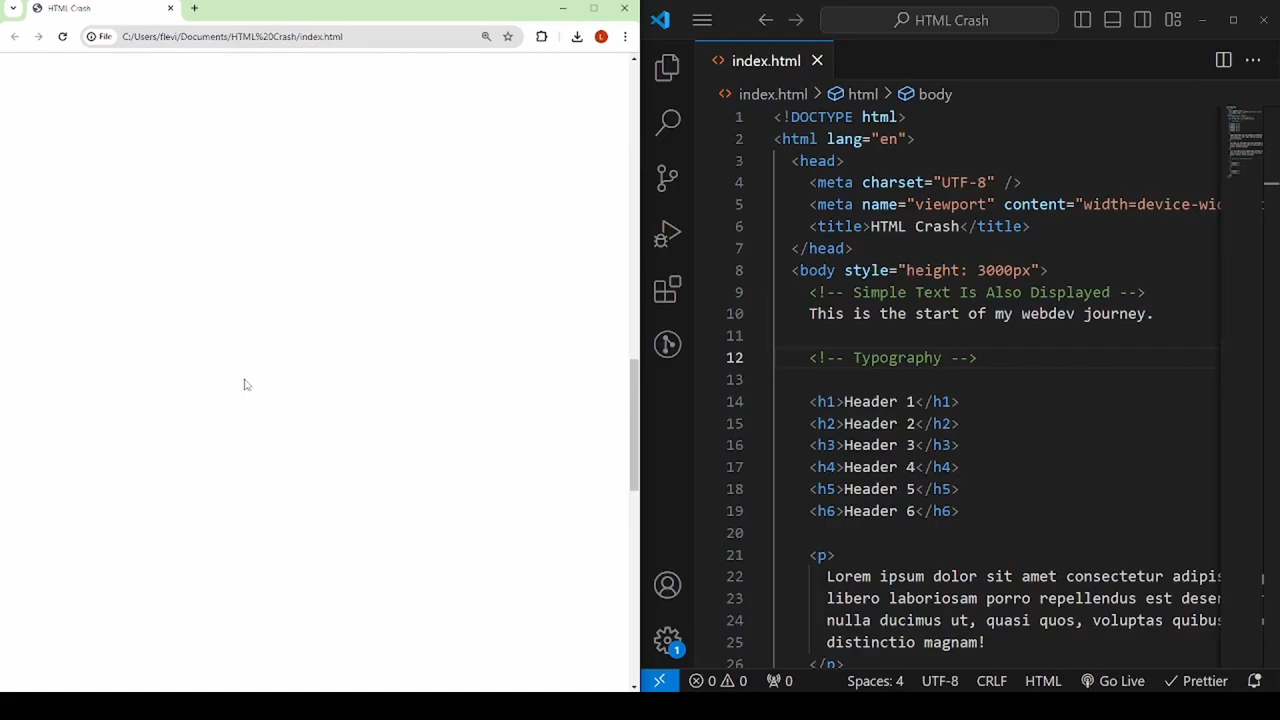 HTML Crash
File
C:/Users/flevi/Documents/HTML%20Crash/index.html
L
HTML Crash
index.html
index.html > html > body
1 <!DOCTYPE html>
2 <html lang="en">
3 <head>
4 <meta charset="UTF-8" />
5 <meta name="viewport" content="width=device-wid
6 <title>HTML Crash</title>
7 </head>
8 <body style="height: 3000px">
9 <!-- Simple Text Is Also Displayed -->
10 This is the start of my webdev journey.
11
12 <!-- Typography -->
13
14 <h1>Header 1</h1>
15 <h2>Header 2</h2>
16 <h3>Header 3</h3>
17 <h4>Header 4</h4>
18 <h5>Header 5</h5>
19 <h6>Header 6</h6>
20
21 <p>
22 Lorem ipsum dolor sit amet consectetur adipis
23 libero laboriosam porro repellendus est deser
24 nulla ducimus ut, quasi quos, voluptas quibus
25 distinctio magnam!
26 </p>
1
0 0 0 Spaces: 4 UTF-8 CRLF HTML Go Live Prettier